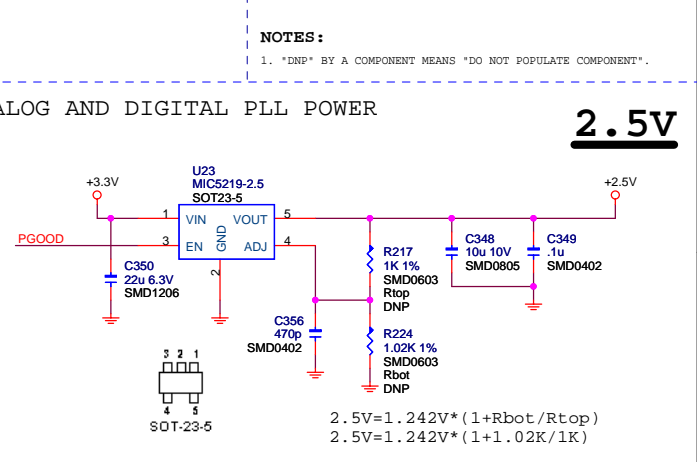 NOTES:
1. "DNP" BY A COMPONENT MEANS "DO NOT POPULATE COMPONENT".
ALOG AND DIGITAL PLL POWER
2.5V
U23
MIC5219-2.5
SOT23-5
+3.3V
+2.5V
1
VIN
VOUT
5
PGOOD
3
EN
GND
ADJ
4
2
C350
22u 6.3V
SMD1206
R217
1K 1%
SMD0603
Rtop
DNP
C348
10u 10V
SMD0805
C349
.1u
SMD0402
C356
470p
SMD0402
R224
1.02K 1%
SMD0603
Rbot
DNP
3 2 1
4 5
SOT-23-5
2.5V=1.242V*(1+Rbot/Rtop)
2.5V=1.242V*(1+1.02K/1K)